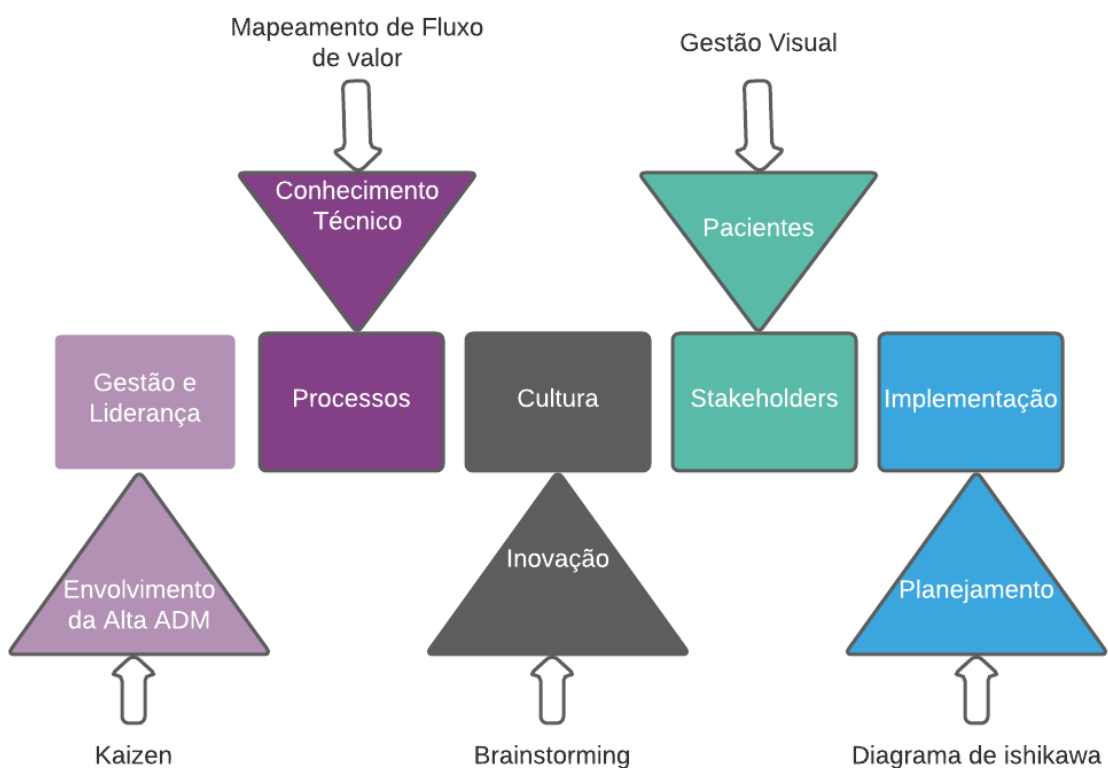 Mapeamento de Fluxo
de valor
Gestão Visual
Conhecimento
Técnico
Pacientes
Gestão e
Liderança
Processos
Cultura
Stakeholders
Implementação
Envolvimento
da Alta ADM
Inovação
Planejamento
Kaizen
Brainstorming
Diagrama de ishikawa